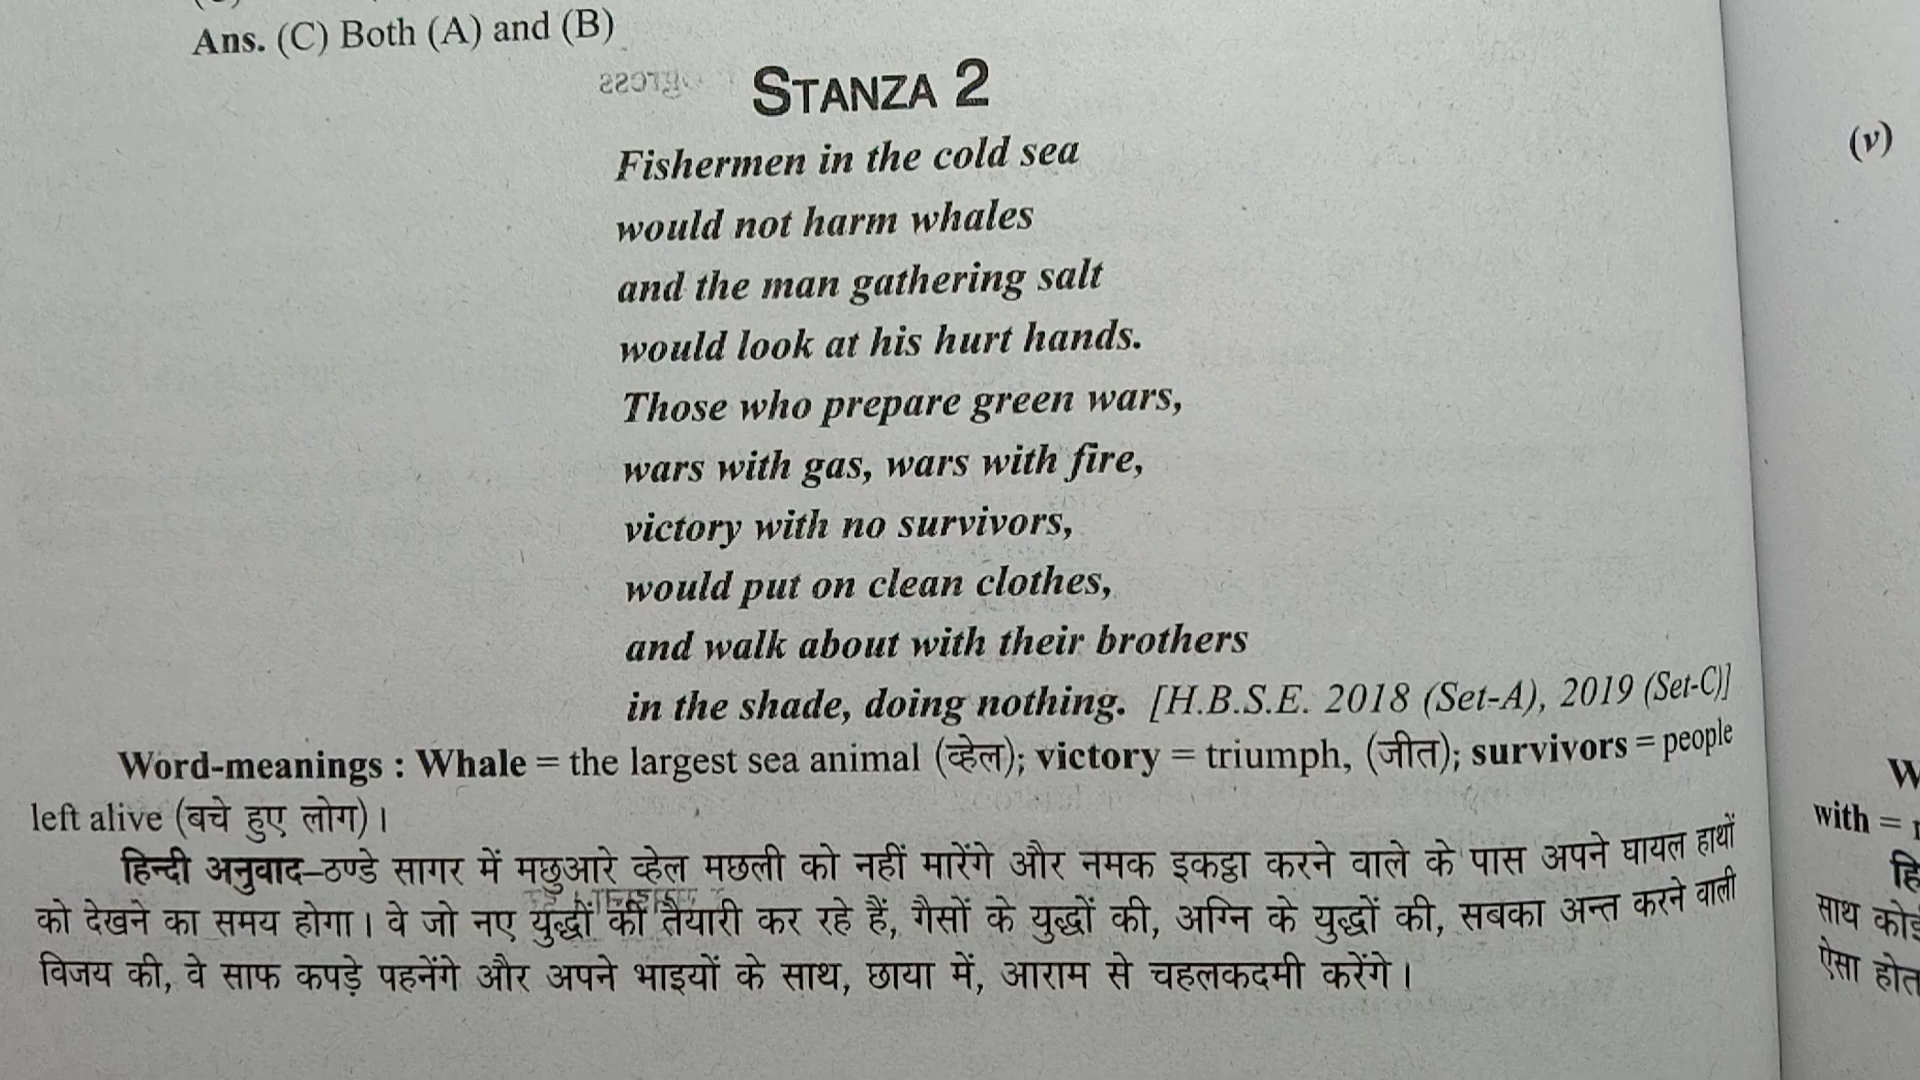 Ans. (C) Both (A) and (B)
STANZA 2
Fishermen in the cold sea
would not harm whales
and the man gathering salt
would look at his hurt hands.
Those who prepare green wars,
wars with gas, wars with fire,
victory with no survivors,
would put on clean clothes,
and walk about with their brothers
in the shade, doing nothing. [H.B.S.E. 2018 (Set-A), 2019 (Set-C)]
Word-meanings : Whale = the largest sea animal (व्हेल); victory = triumph, (जीत); survivors = people
left alive (बचे हुए लोग)।
हिन्दी अनुवाद–ठण्डे सागर में मछुआरे व्हेल मछली को नहीं मारेंगे और नमक इकट्ठा करने वाले के पास अपने घायल हाथों
को देखने का समय होगा। वे जो नए युद्धों की तैयारी कर रहे हैं, गैसों के युद्धों की, अग्नि के युद्धों की, सबका अन्त करने वाली
विजय की, वे साफ कपड़े पहनेंगे और अपने भाइयों के साथ, छाया में, आराम से चहलकदमी करेंगे।
(v)
with =
साथ
ऐसा